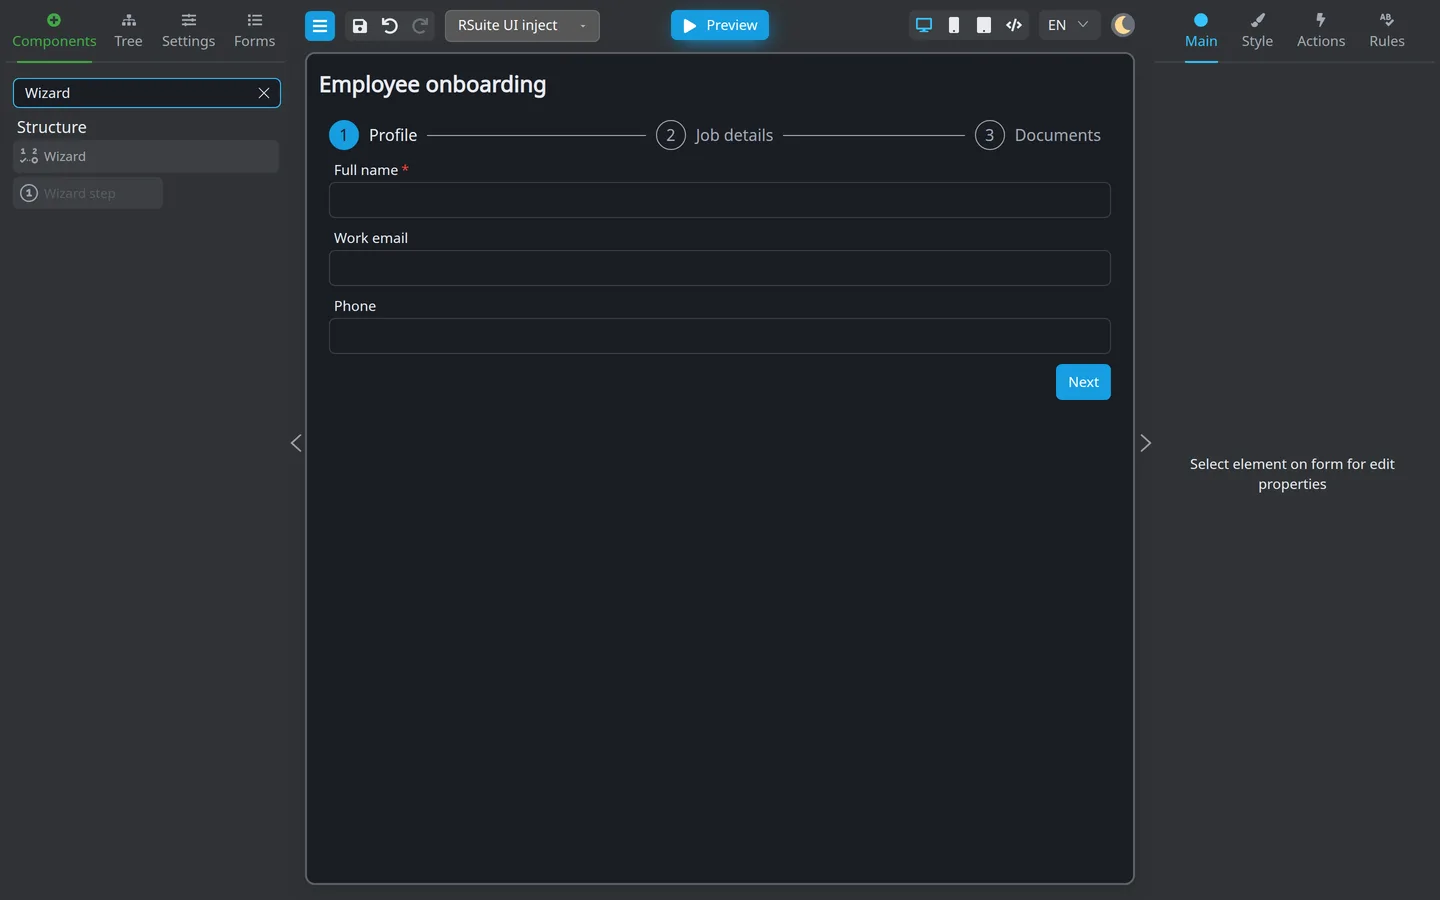 Components
Tree
Settings
Forms
RSuite UI inject
Preview
EN
Main
Style
Actions
Rules
Wizard
Structure
Wizard
Wizard step
Employee onboarding
1 Profile
2 Job details
3 Documents
Full name *
Work email
Phone
Next
Select element on form for edit
properties